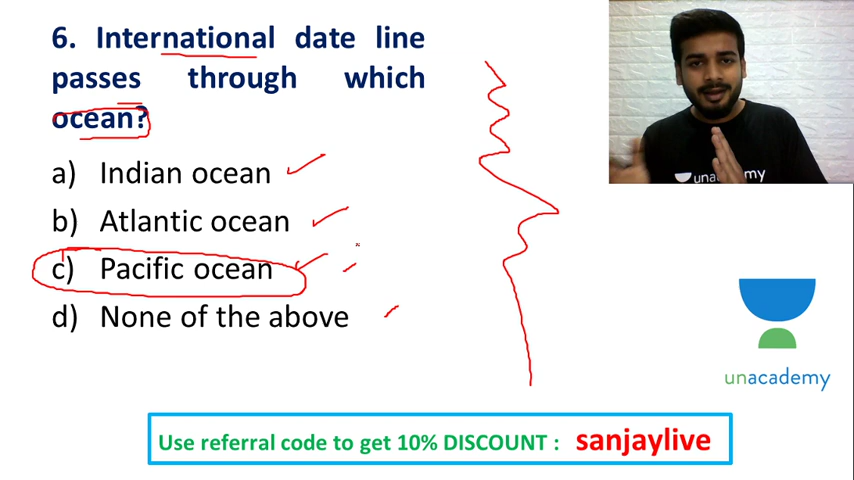 6. International date line
passes through which
ocean?
a) Indian ocean
b) Atlantic ocean
c) Pacific ocean
d) None of the above
unacademy
unacademy
Use referral code to get 10% DISCOUNT : sanjaylive